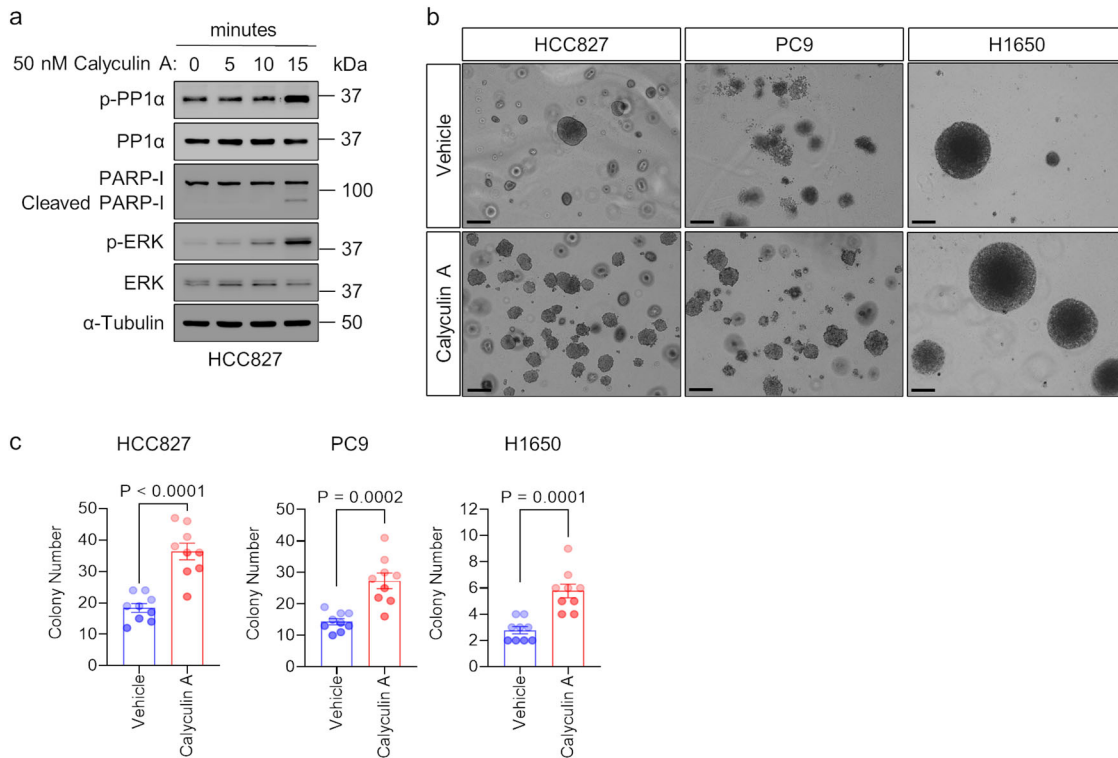 a
minutes
50 nM Calyculin A: 0 5 10 15 kDa
p-PP1α 37
PP1α 37
PARP-I
100
Cleaved PARP-I
p-ERK 37
ERK 37
α-Tubulin 50
HCC827
b
HCC827 PC9 H1650
Vehicle
Calyculin A
c
HCC827 PC9 H1650
P < 0.0001 P = 0.0002 P = 0.0001
Colony Number
50
40
30
20
10
0
Vehicle
Calyculin A
Colony Number
50
40
30
20
10
0
Vehicle
Calyculin A
Colony Number
12
10
8
6
4
2
0
Vehicle
Calyculin A